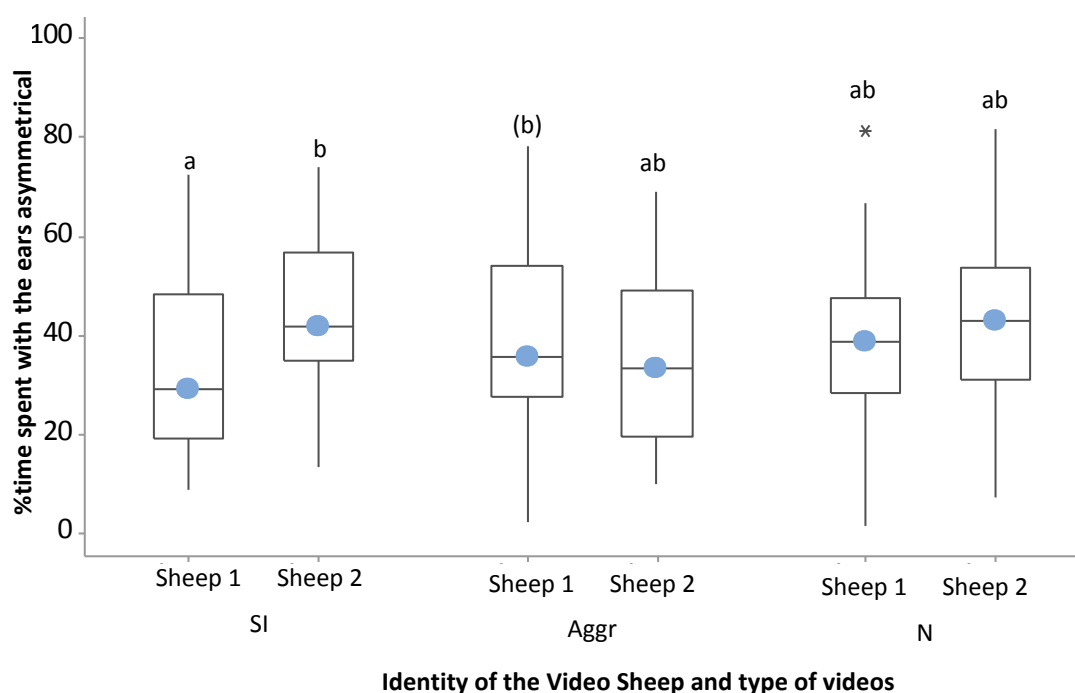 %time spent with the ears asymmetrical
100
80
60
40
20
0
a
b
(b)
ab
ab
ab
*
Sheep 1
Sheep 2
Sheep 1
Sheep 2
Sheep 1
Sheep 2
SI
Aggr
N
Identity of the Video Sheep and type of videos